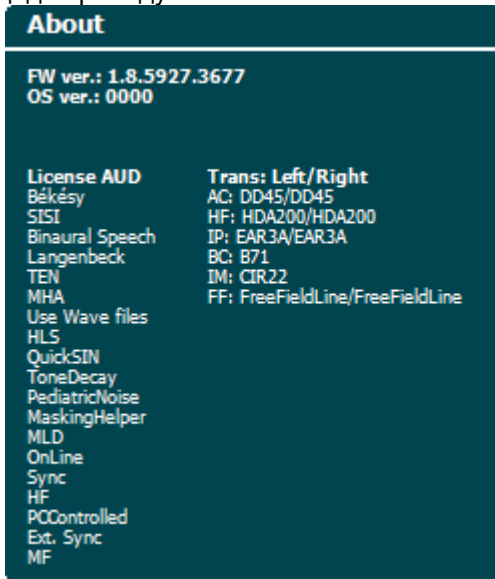 About
FW ver.: 1.8.5927.3677
OS ver.: 0000
License AUD
Békésy
SISI
Binaural Speech
Langenbeck
TEN
MHA
Use Wave files
HLS
QuickSIN
ToneDecay
PediatricNoise
MaskingHelper
MLD
OnLine
Sync
HF
PCControlled
Ext. Sync
MF
Trans: Left/Right
AC: DD45/DD45
HF: HDA200/HDA200
IP: EAR3A/EAR3A
BC: B71
IM: CIR22
FF: FreeFieldLine/FreeFieldLine